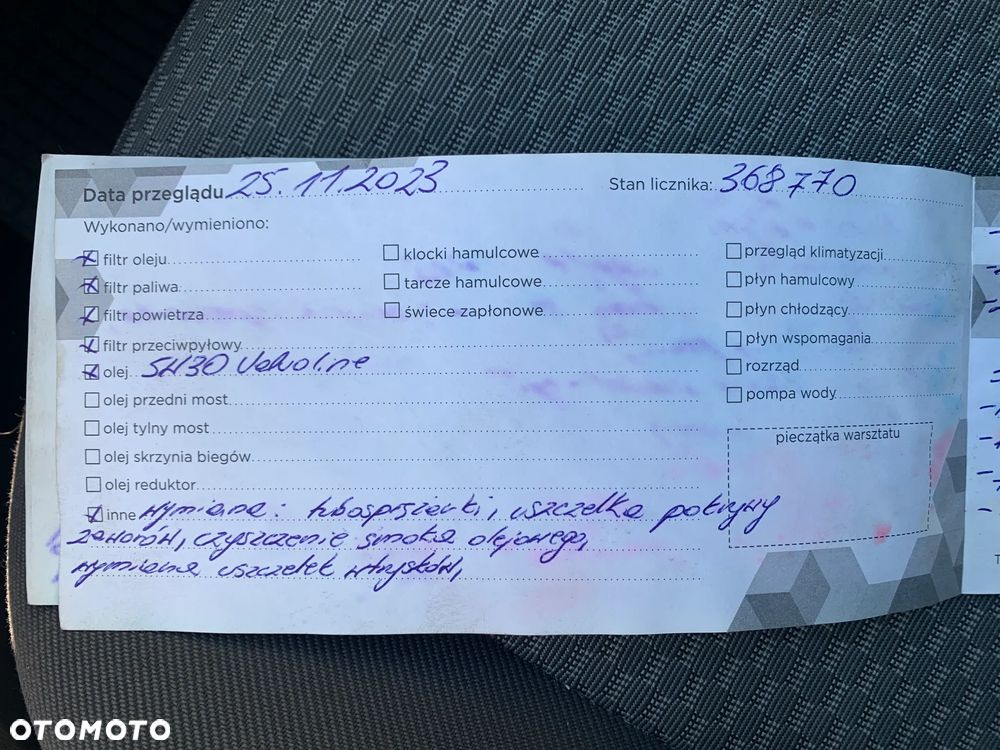 Data przeglądu 25.11.2023 Stan licznika: 368770
Wykonano/wymieniono:
filtr oleju klocki hamulcowe przegląd klimatyzacji
filtr paliwa tarcze hamulcowe płyn hamulcowy
filtr powietrza świece zapłonowe płyn chłodzący
filtr przeciwpyłowy płyn wspomagania
olej 5W30 Valvoline rozrząd
olej przedni most pompa wody
olej tylny most pieczątka warsztatu
olej skrzynia biegów
olej reduktor
inne wymiana: tubosprężarki, uszczelka pokrywy
zaworów, czyszczenie smoka olejowego,
wymiana uszczelek wtrysków,
OTOMOTO